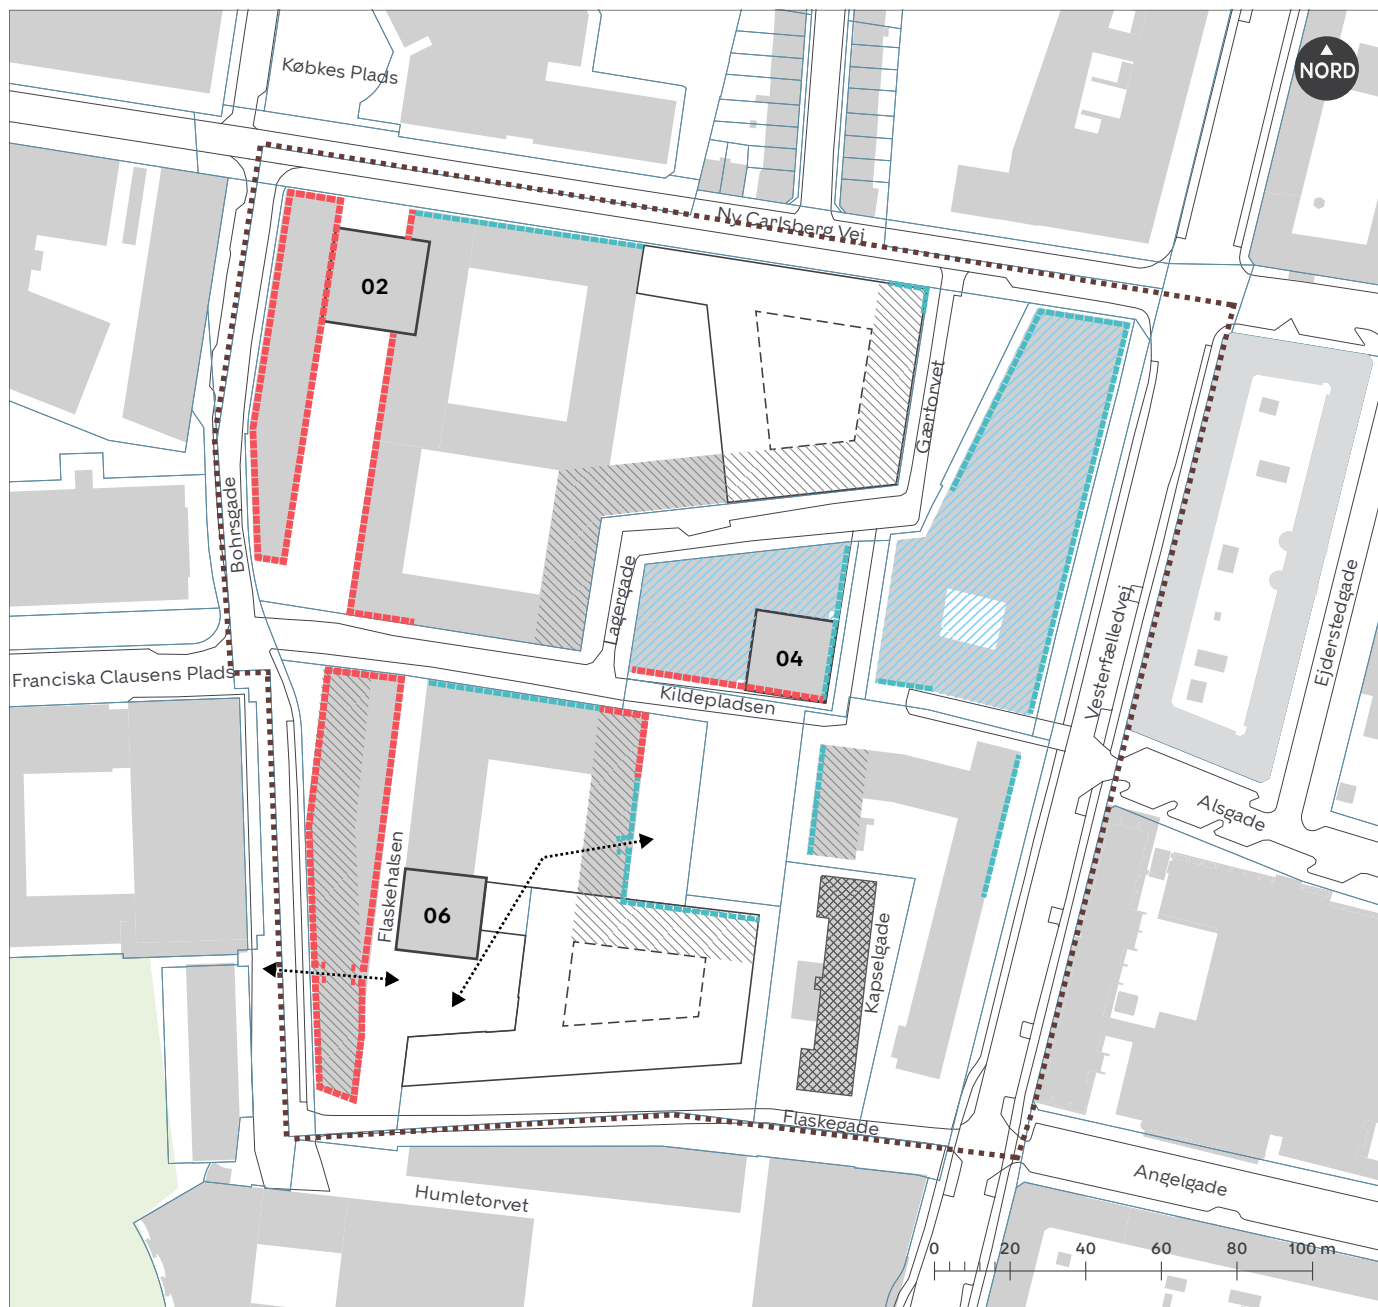 Købkes Plads
NORD
Ny Carlsberg Vej
02
Gærtorvet
Bohrsgade
Lagergade
Ejderstedgade
Vesterfælledvej
04
Franciska Clausens Plads
Kildepladsen
Alsgade
Flaskehalsen
06
Kapselgade
Flaskegade
Angelgade
Humletorvet
0 20 40 60 80 100 m